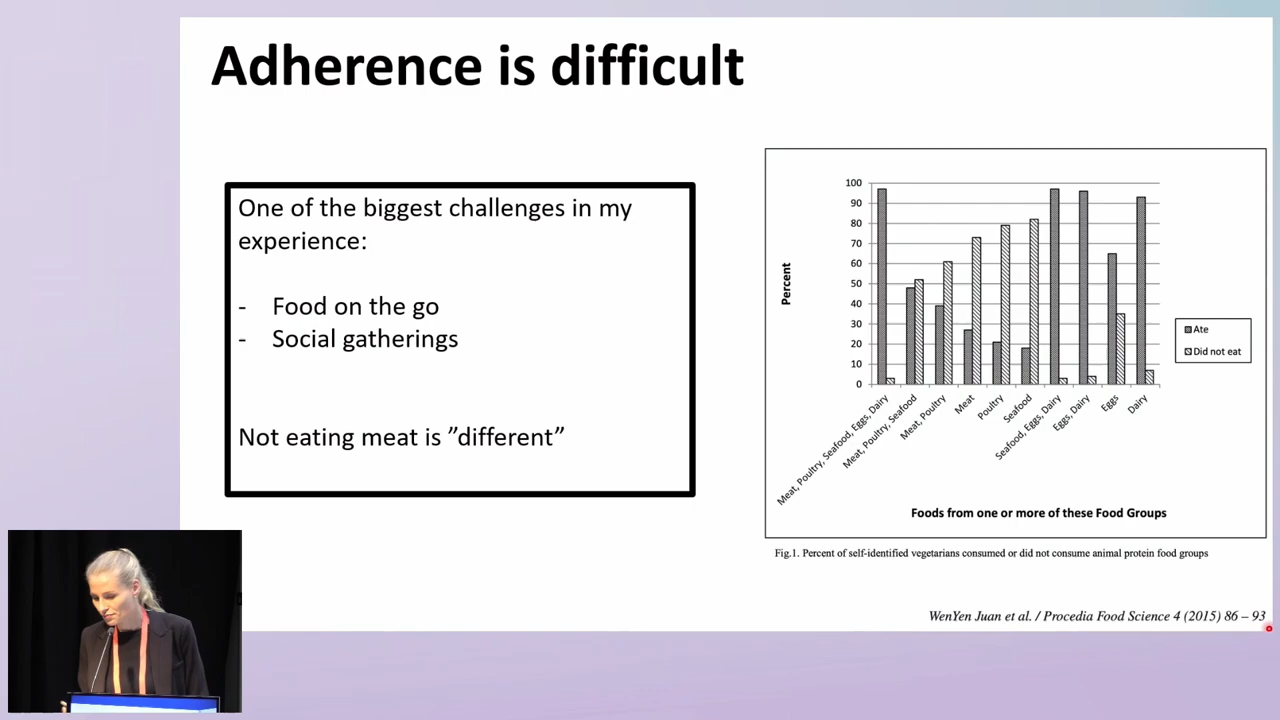 Adherence is difficult
One of the biggest challenges in my
experience:
- Food on the go
- Social gatherings
Not eating meat is ”different”
100
90
80
70
60
50
40
30
20
10
0
Percent
Meat, Poultry, Seafood, Eggs, Dairy
Meat, Poultry, Seafood
Meat, Poultry
Meat
Poultry
Seafood
Seafood, Eggs, Dairy
Eggs, Dairy
Eggs
Dairy
Ate
Did not eat
Foods from one or more of these Food Groups
Fig.1. Percent of self-identified vegetarians consumed or did not consume animal protein food groups
WenYen Juan et al. / Procedia Food Science 4 (2015) 86 – 93